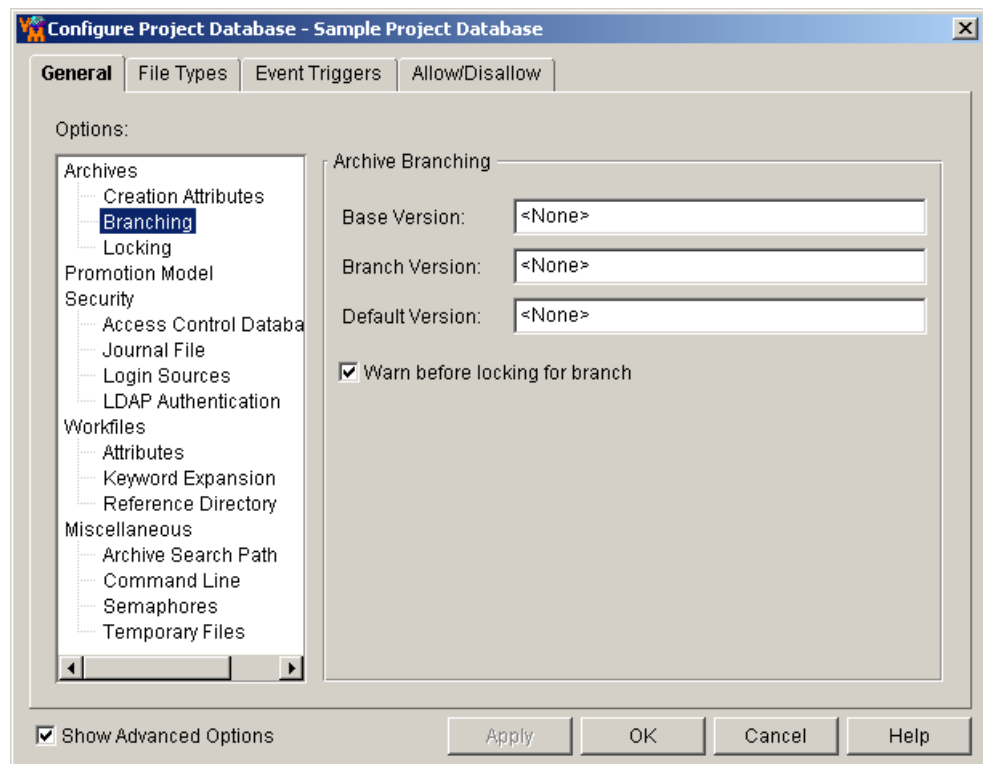 Configure Project Database - Sample Project Database
General File Types Event Triggers Allow/Disallow
Options:
Archives
Creation Attributes
Branching
Locking
Promotion Model
Security
Access Control Databa
Journal File
Login Sources
LDAP Authentication
Workfiles
Attributes
Keyword Expansion
Reference Directory
Miscellaneous
Archive Search Path
Command Line
Semaphores
Temporary Files
Archive Branching
Base Version: <None>
Branch Version: <None>
Default Version: <None>
Warn before locking for branch
Show Advanced Options
Apply OK Cancel Help